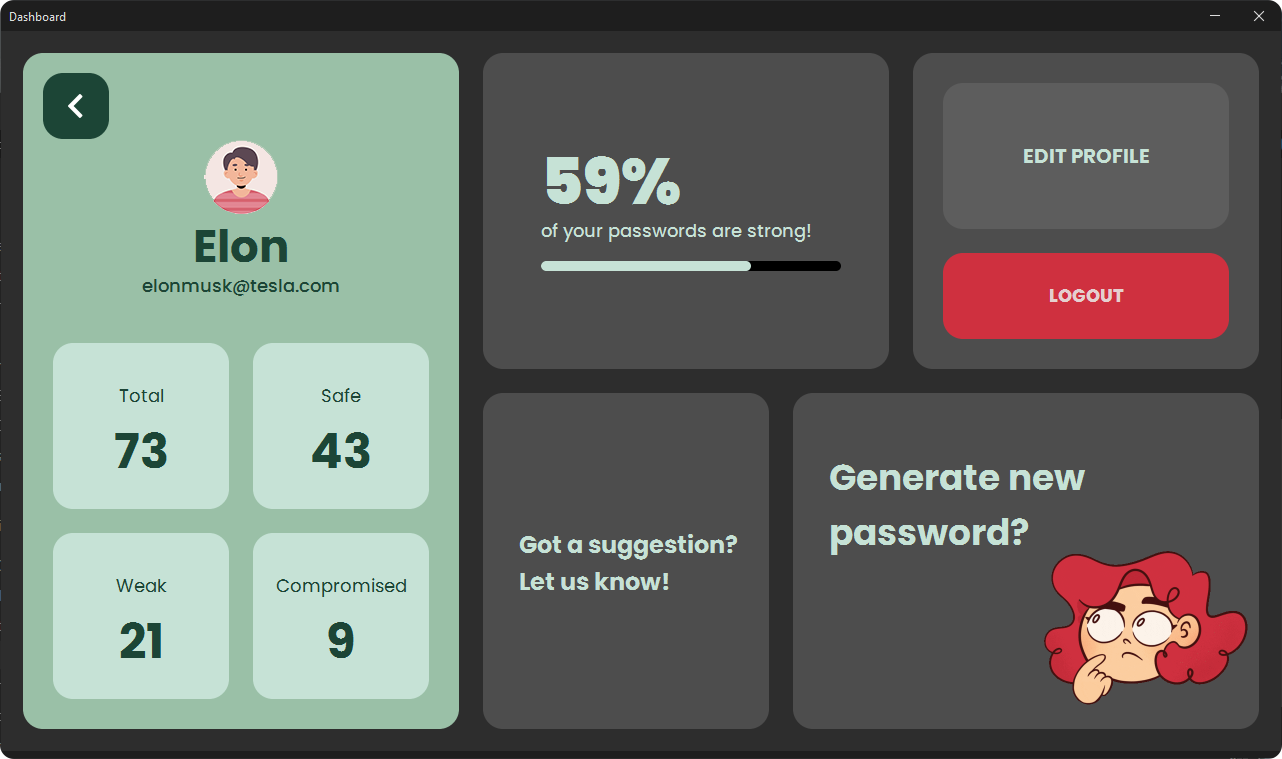 Dashboard
Elon
elonmusk@tesla.com
Total
73
Safe
43
Weak
21
Compromised
9
59%
of your passwords are strong!
EDIT PROFILE
LOGOUT
Got a suggestion?
Let us know!
Generate new
password?